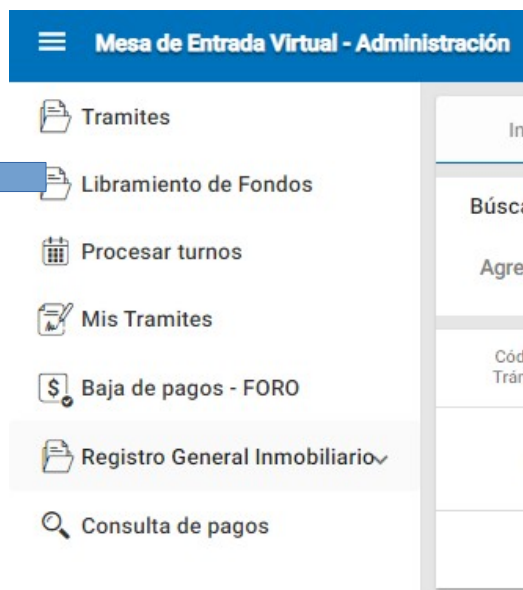 Mesa de Entrada Virtual - Administración
Tramites
Libramiento de Fondos
Procesar turnos
Mis Tramites
Baja de pagos - FORO
Registro General Inmobiliario
Consulta de pagos